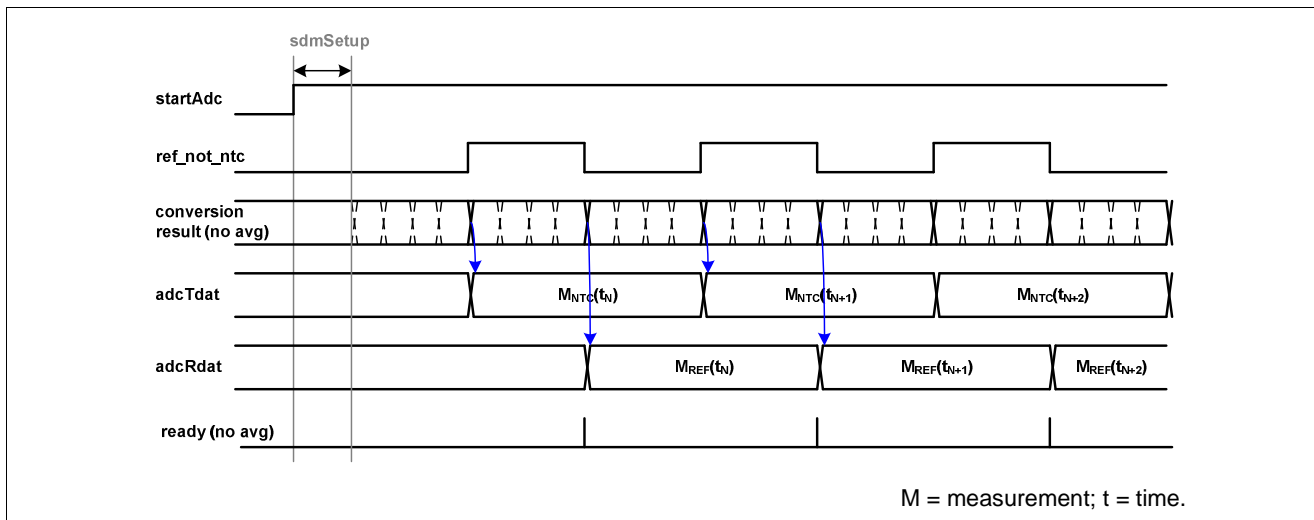 sdmSetup
startAdc
ref_not_ntc
conversion
result (no avg)
adcTdat
MNTC(tN)
MNTC(tN+1)
MNTC(tN+2)
adcRdat
MREF(tN)
MREF(tN+1)
MREF(tN+2)
ready (no avg)
M = measurement; t = time.